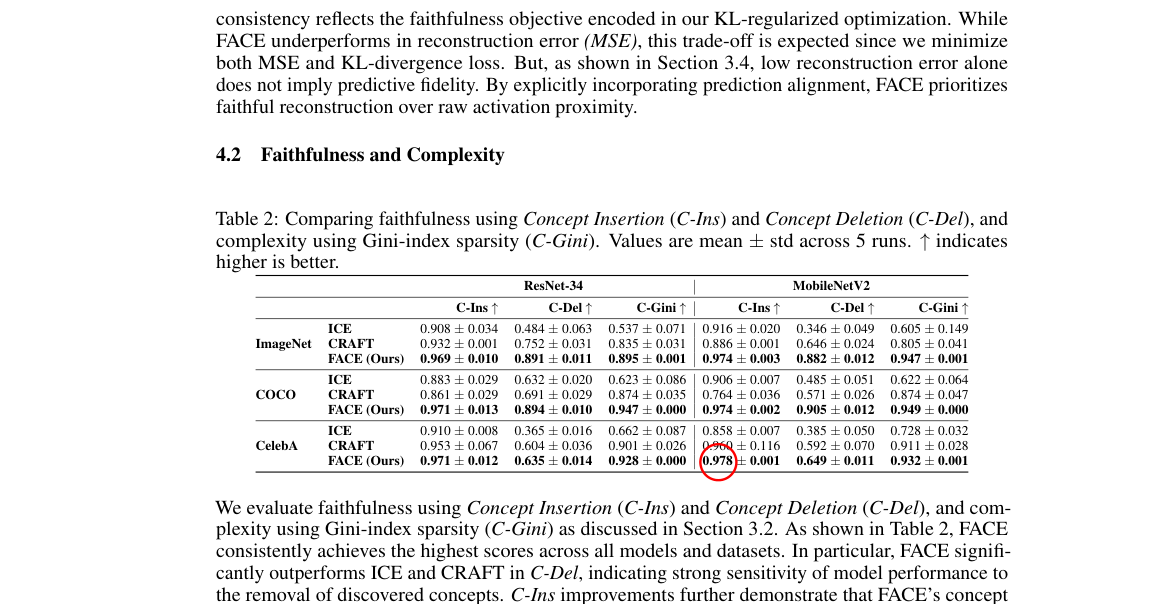 consistency reflects the faithfulness objective encoded in our KL-regularized optimization. While
FACE underperforms in reconstruction error (MSE), this trade-off is expected since we minimize
both MSE and KL-divergence loss. But, as shown in Section 3.4, low reconstruction error alone
does not imply predictive fidelity. By explicitly incorporating prediction alignment, FACE prioritizes
faithful reconstruction over raw activation proximity.
4.2 Faithfulness and Complexity
Table 2: Comparing faithfulness using Concept Insertion (C-Ins) and Concept Deletion (C-Del), and
complexity using Gini-index sparsity (C-Gini). Values are mean ± std across 5 runs. ↑ indicates
higher is better.
ResNet-34 MobileNetV2
C-Ins ↑ C-Del ↑ C-Gini ↑ C-Ins ↑ C-Del ↑ C-Gini ↑
ICE 0.908 ± 0.034 0.484 ± 0.063 0.537 ± 0.071 0.916 ± 0.020 0.346 ± 0.049 0.605 ± 0.149
ImageNet CRAFT 0.932 ± 0.001 0.752 ± 0.031 0.835 ± 0.031 0.886 ± 0.001 0.646 ± 0.024 0.805 ± 0.041
FACE (Ours) 0.969 ± 0.010 0.891 ± 0.011 0.895 ± 0.001 0.974 ± 0.003 0.882 ± 0.012 0.947 ± 0.001
ICE 0.883 ± 0.029 0.632 ± 0.020 0.623 ± 0.086 0.906 ± 0.007 0.485 ± 0.051 0.622 ± 0.064
COCO CRAFT 0.861 ± 0.029 0.691 ± 0.029 0.874 ± 0.035 0.764 ± 0.036 0.571 ± 0.026 0.874 ± 0.047
FACE (Ours) 0.971 ± 0.013 0.894 ± 0.010 0.947 ± 0.000 0.974 ± 0.002 0.905 ± 0.012 0.949 ± 0.000
ICE 0.910 ± 0.008 0.365 ± 0.016 0.662 ± 0.087 0.858 ± 0.007 0.385 ± 0.050 0.728 ± 0.032
CelebA CRAFT 0.953 ± 0.067 0.604 ± 0.036 0.901 ± 0.026 ± 0.116 0.592 ± 0.070 0.911 ± 0.028
FACE (Ours) 0.971 ± 0.012 0.635 ± 0.014 0.928 ± 0.000 0.978 ± 0.001 0.649 ± 0.011 0.932 ± 0.001
We evaluate faithfulness using Concept Insertion (C-Ins) and Concept Deletion (C-Del), and com-
plexity using Gini-index sparsity (C-Gini) as discussed in Section 3.2. As shown in Table 2, FACE
consistently achieves the highest scores across all models and datasets. In particular, FACE signifi-
cantly outperforms ICE and CRAFT in C-Del, indicating strong sensitivity of model performance to
the removal of discovered concepts. C-Ins improvements further demonstrate that FACE's concept